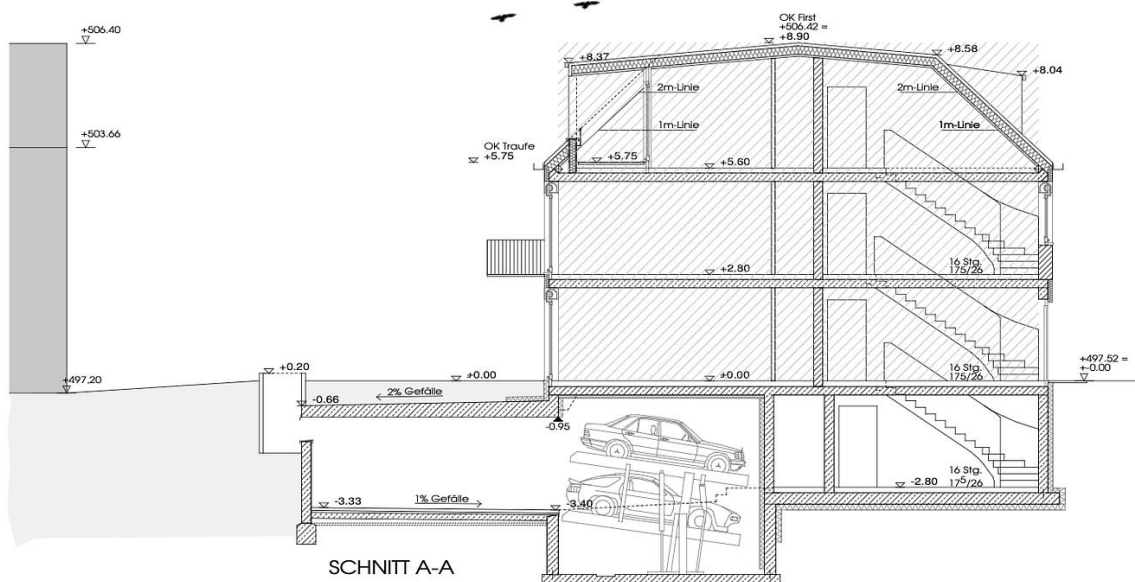 OK First
+506.42 =
+8.90
+506.40
+8.37
+8.58
+8.04
2m-Linie
2m-Linie
1m-Linie
1m-Linie
+503.66
OK Traufe
+5.75
+5.75
+5.60
+2.80
16 Stg.
175/26
+497.52 =
+-0.00
+0.20
+497.20
±0.00
±0.00
16 Stg.
175/26
2% Gefälle
-0.66
-0.95
16 Stg.
17⁵/26
-2.80
-3.33
1% Gefälle
-3.40
SCHNITT A-A